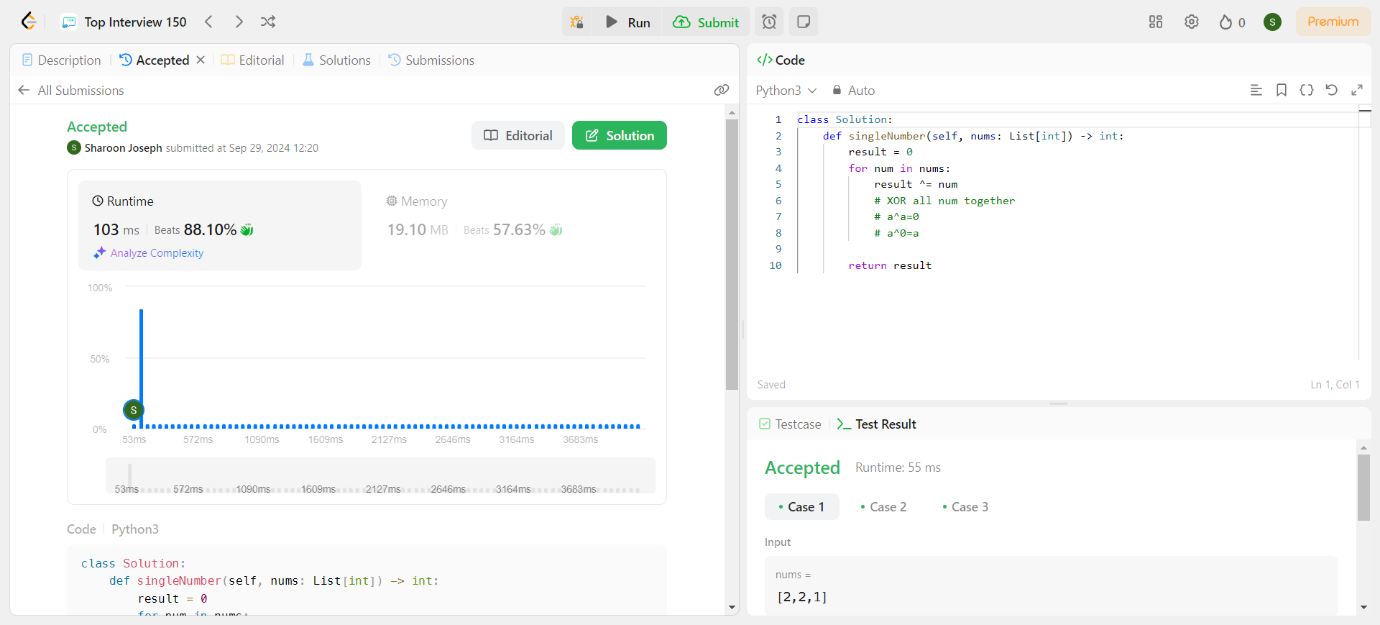 Top Interview 150
Run
Submit
0
S
Premium
Description
Accepted
Editorial
Solutions
Submissions
All Submissions
Accepted
S Sharoon Joseph submitted at Sep 29, 2024 12:20
Editorial
Solution
Runtime
103 ms Beats 88.10%
Analyze Complexity
Memory
19.10 MB Beats 57.63%
100%
50%
0%
S
53ms 572ms 1090ms 1609ms 2127ms 2646ms 3164ms 3683ms
53ms 572ms 1090ms 1609ms 2127ms 2646ms 3164ms 3683ms
Code Python3
class Solution:
    def singleNumber(self, nums: List[int]) -> int:
        result = 0
        for num in nums:
</> Code
Python3
Auto
1 class Solution:
2     def singleNumber(self, nums: List[int]) -> int:
3         result = 0
4         for num in nums:
5             result ^= num
6             # XOR all num together
7             # a^a=0
8             # a^0=a
9
10         return result
Saved
Ln 1, Col 1
Testcase
>_ Test Result
Accepted Runtime: 55 ms
• Case 1 • Case 2 • Case 3
Input
nums =
[2,2,1]